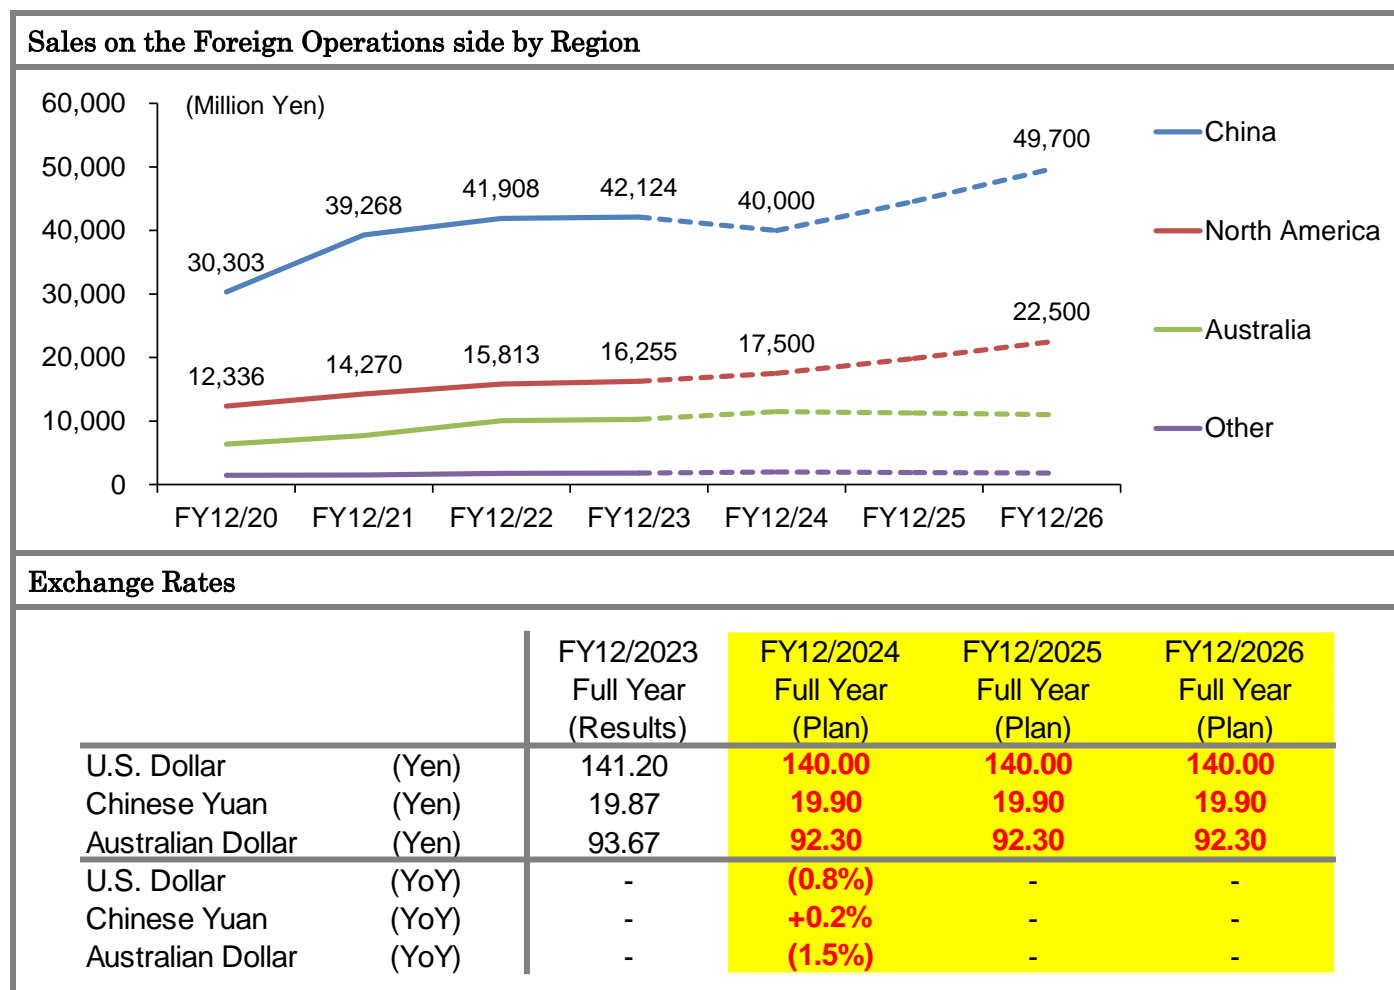 Sales on the Foreign Operations side by Region
(Million Yen)
60,000
50,000
40,000
30,000
20,000
10,000
0
30,303
39,268
41,908
42,124
40,000
49,700
12,336
14,270
15,813
16,255
17,500
22,500
FY12/20 FY12/21 FY12/22 FY12/23 FY12/24 FY12/25 FY12/26
China
North America
Australia
Other
Exchange Rates
FY12/2023 FY12/2024 FY12/2025 FY12/2026
Full Year Full Year Full Year Full Year
(Results) (Plan) (Plan) (Plan)
U.S. Dollar (Yen) 141.20 140.00 140.00 140.00
Chinese Yuan (Yen) 19.87 19.90 19.90 19.90
Australian Dollar (Yen) 93.67 92.30 92.30 92.30
U.S. Dollar (YoY) - (0.8%) - -
Chinese Yuan (YoY) - +0.2% - -
Australian Dollar (YoY) - (1.5%) - -